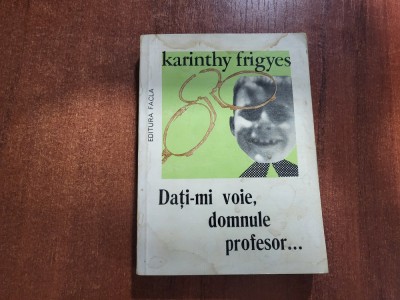 karinthy frigyes
EDITURA FACLA
Dați-mi voie,
domnule
profesor...